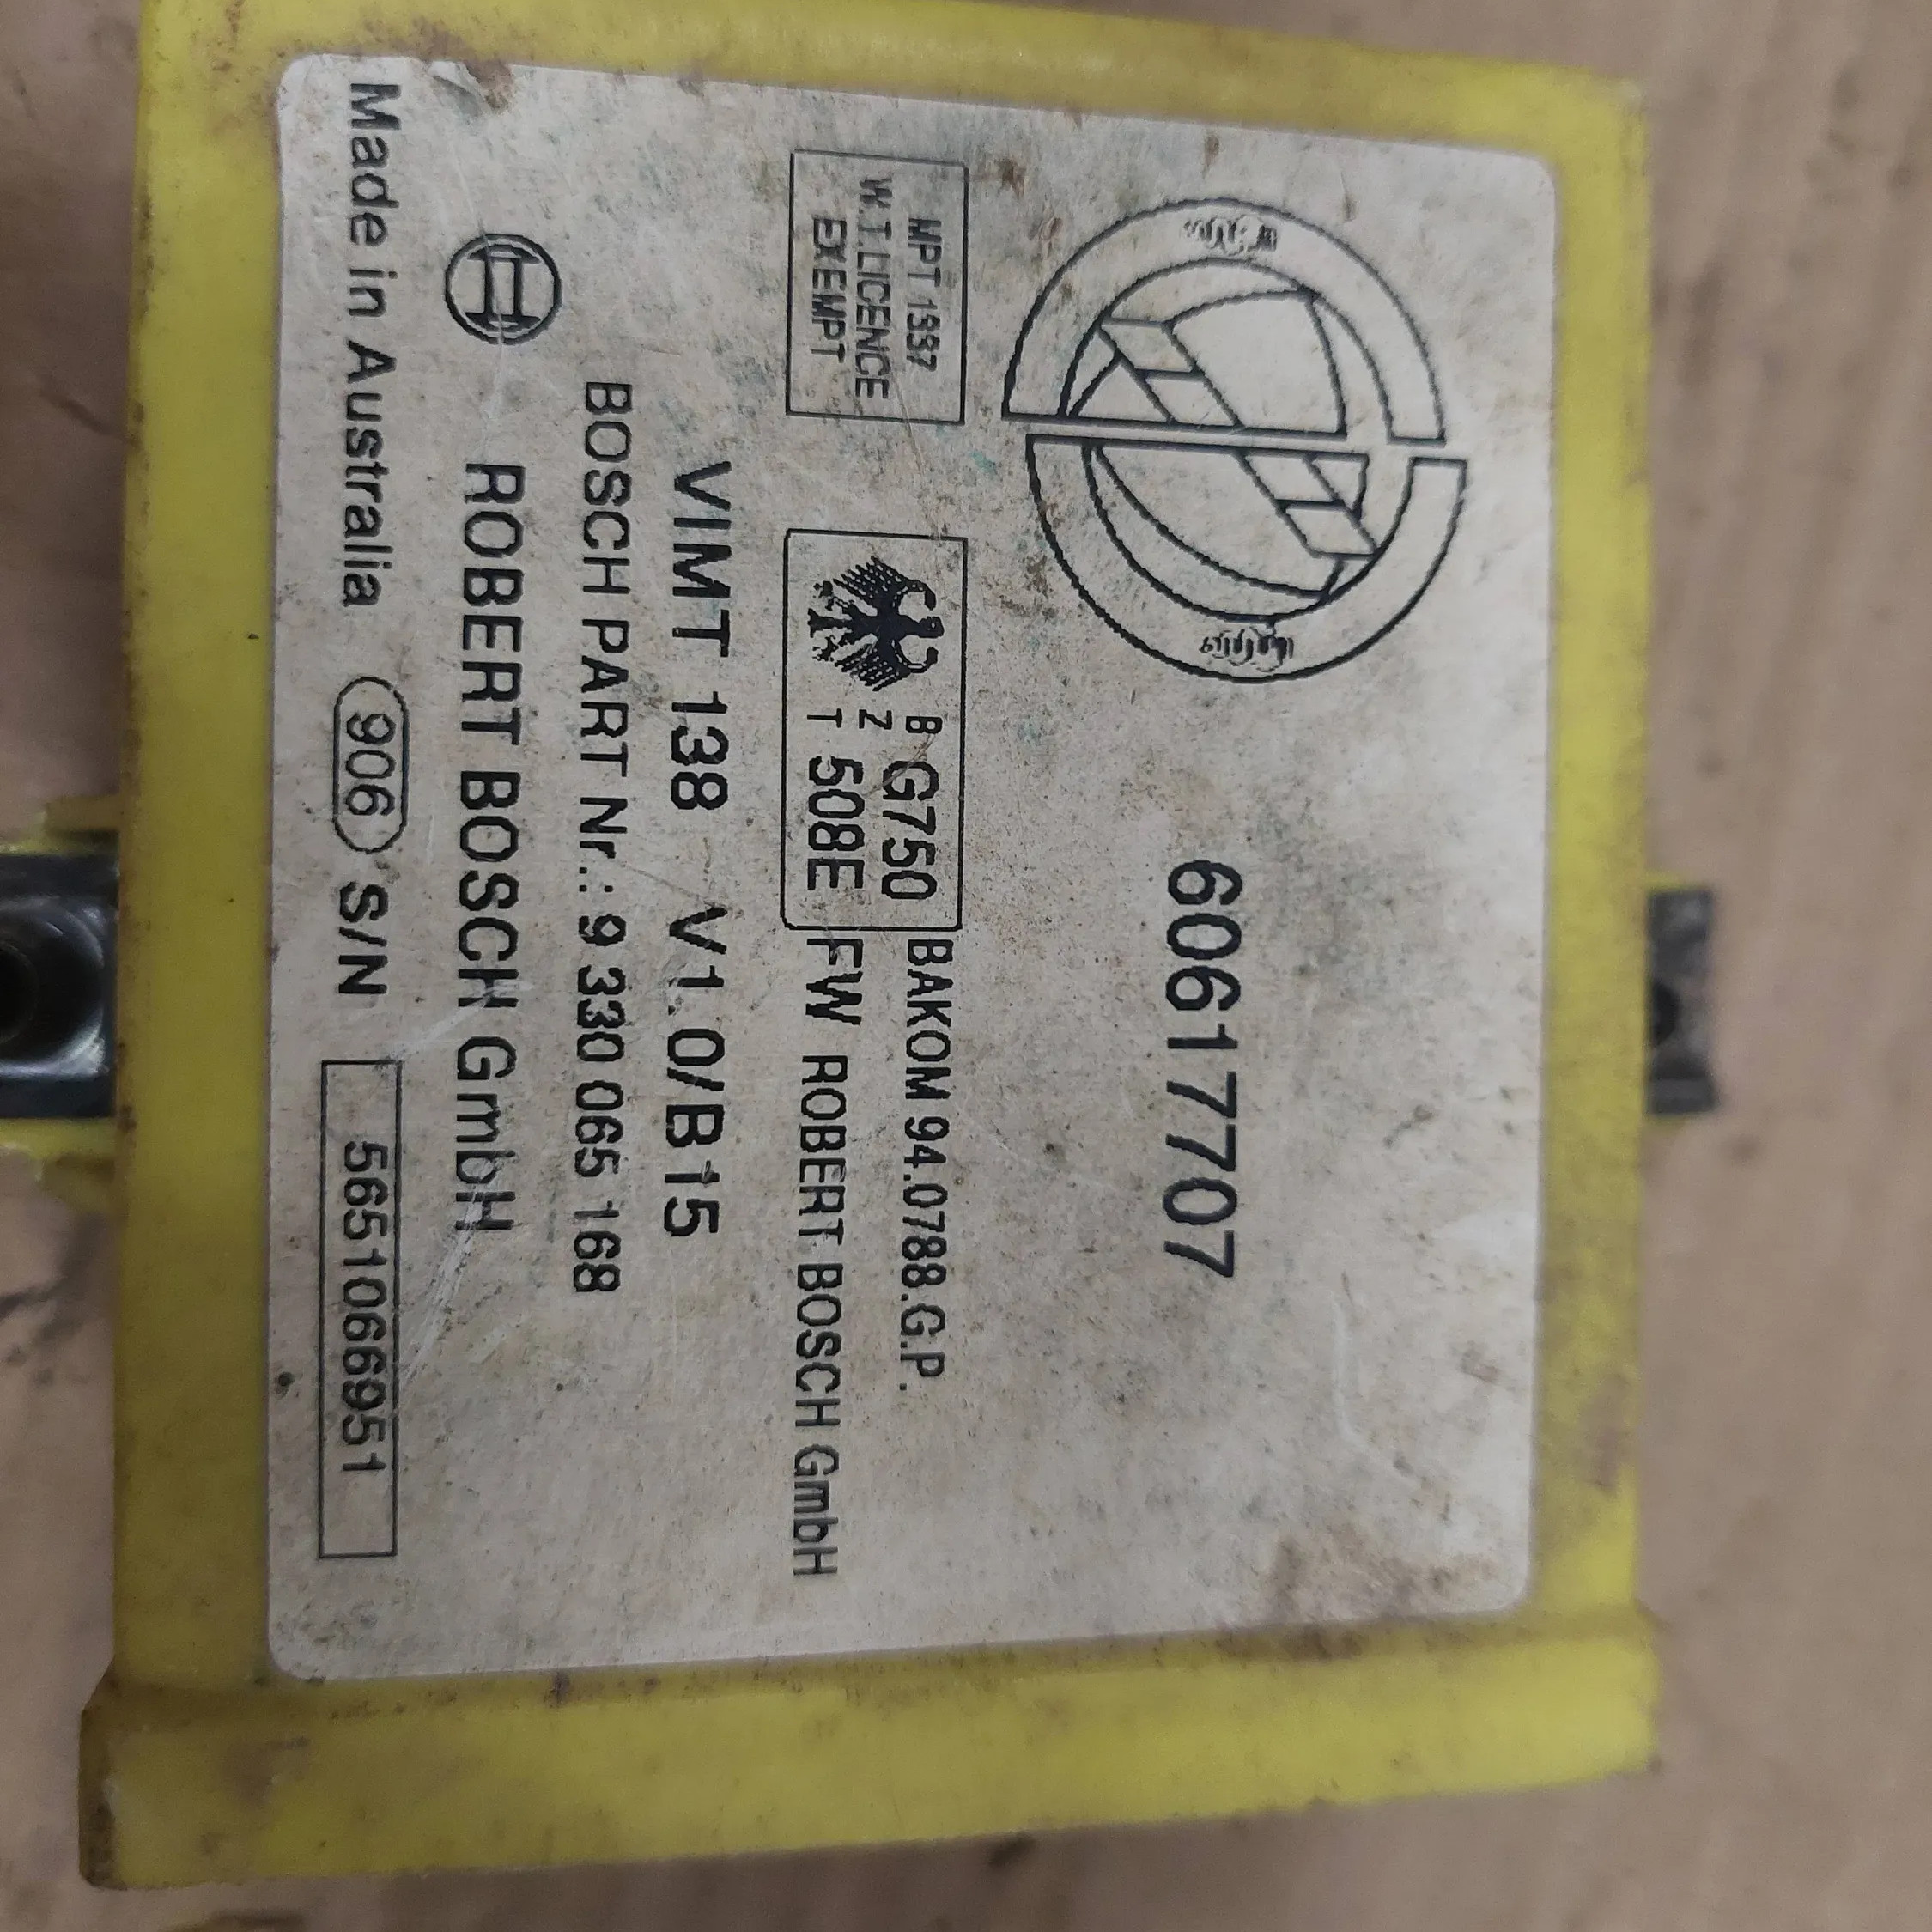 60617707
MPT 1337
W.T.LICENCE
EXEMPT
B
Z
T
G750
508E
BAKOM 94.0788.G.P.
FW ROBERT BOSCH GmbH
VIMT 138 V1.0/B15
BOSCH PART Nr.: 9 330 065 168
ROBERT BOSCH GmbH
Made in Australia 906 S/N 5651066951